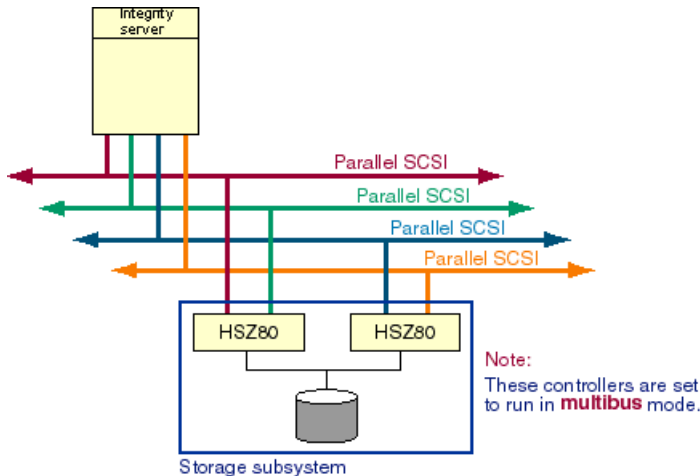 Integrity
server
Parallel SCSI
Parallel SCSI
Parallel SCSI
Parallel SCSI
HSZ80
HSZ80
Note:
These controllers are set
to run in multibus mode.
Storage subsystem